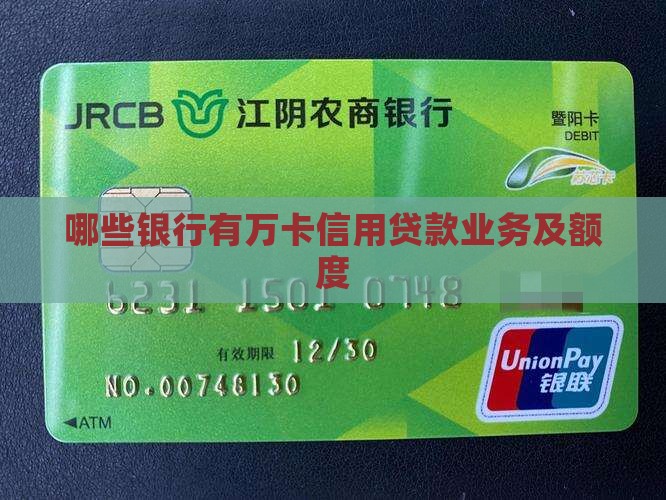 JRCB 江阴农商银行
暨阳卡
DEBIT
哪些银行有万卡信用贷款业务及额
度
6231 1501 0748
有效期限 12/30
NO.00748130
UnionPay
银联
◄ATM